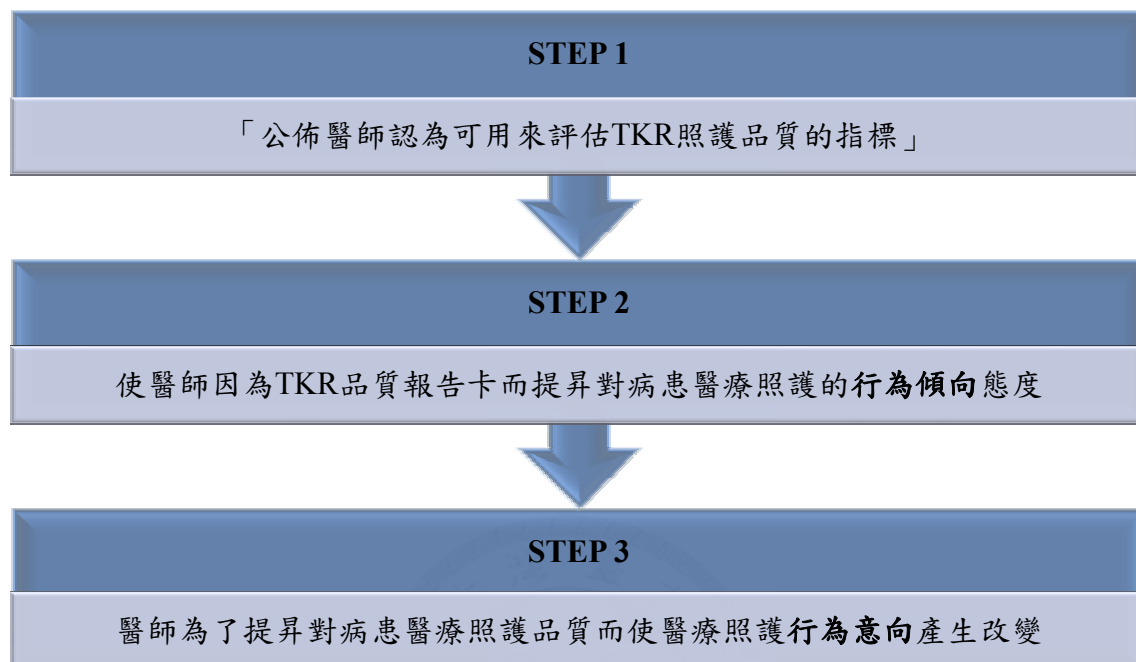 STEP 1
「公佈醫師認為可用來評估TKR照護品質的指標」
STEP 2
使醫師因為TKR品質報告卡而提昇對病患醫療照護的行為傾向態度
STEP 3
醫師為了提昇對病患醫療照護品質而使醫療照護行為意向產生改變